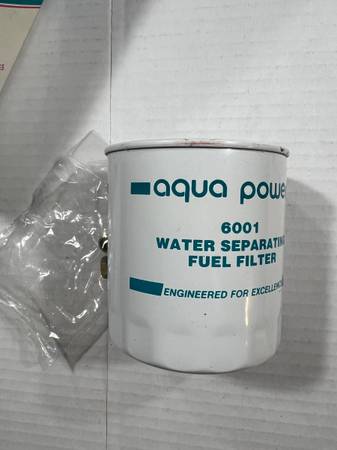 aqua powe
6001
WATER SEPARATIN
FUEL FILTER
ENGINEERED FOR EXCELLENC